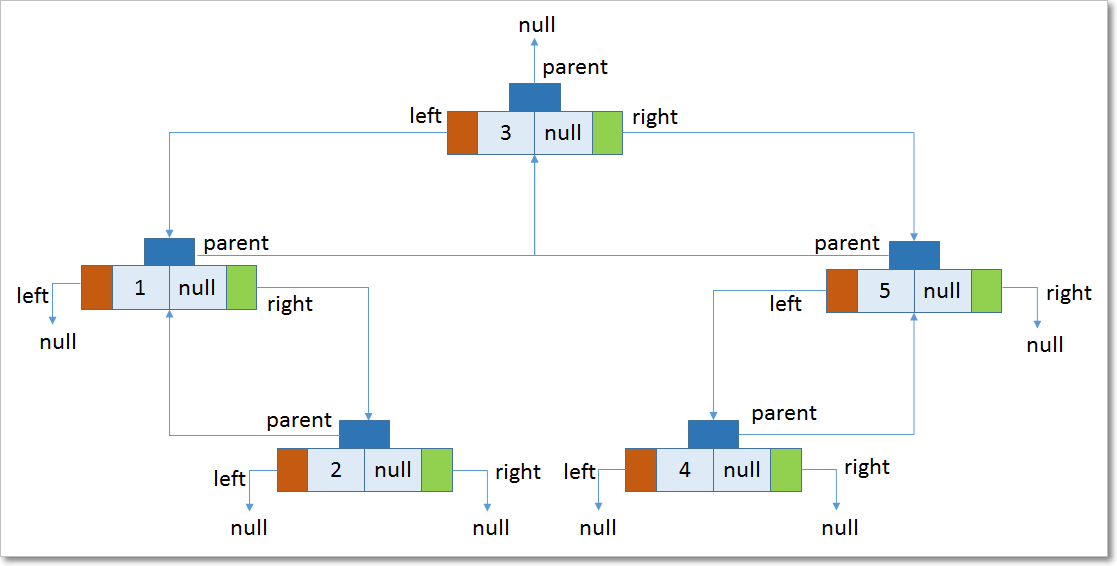 null
parent
left
right
3 null
parent
parent
1 null
5 null
left
right
left
right
null
null
parent
parent
2 null
4 null
left
right
left
right
null
null
null
null